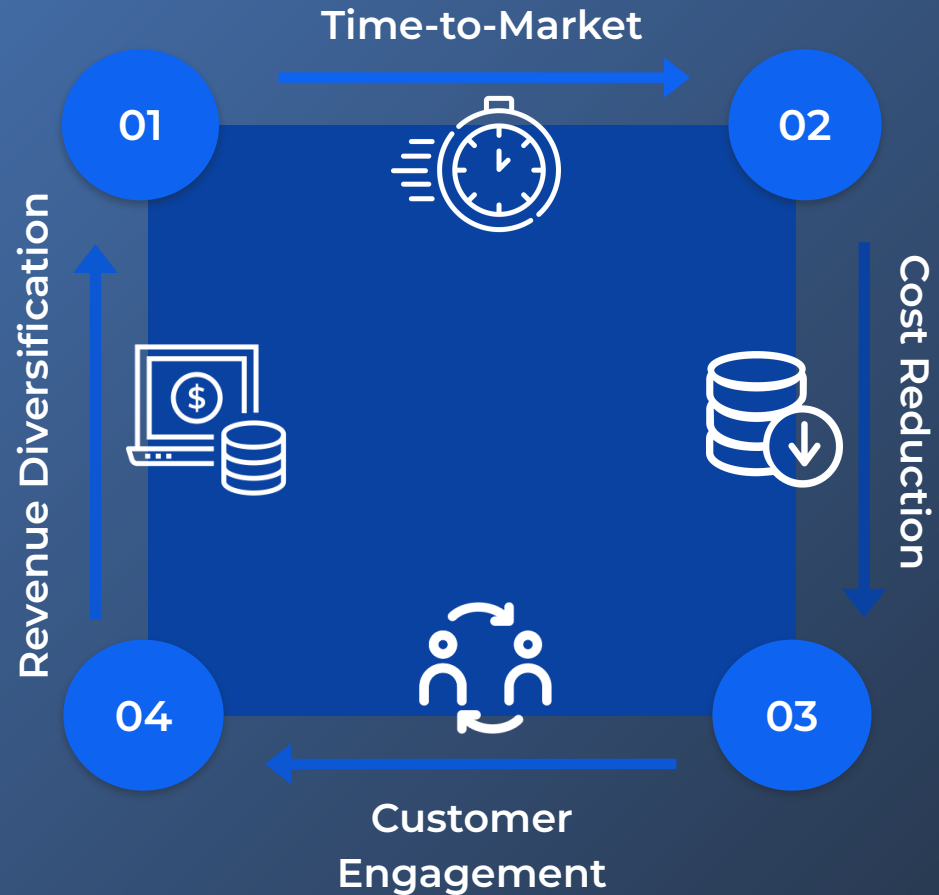 Time-to-Market
01
02
Cost Reduction
03
Customer
Engagement
04
Revenue Diversification
$